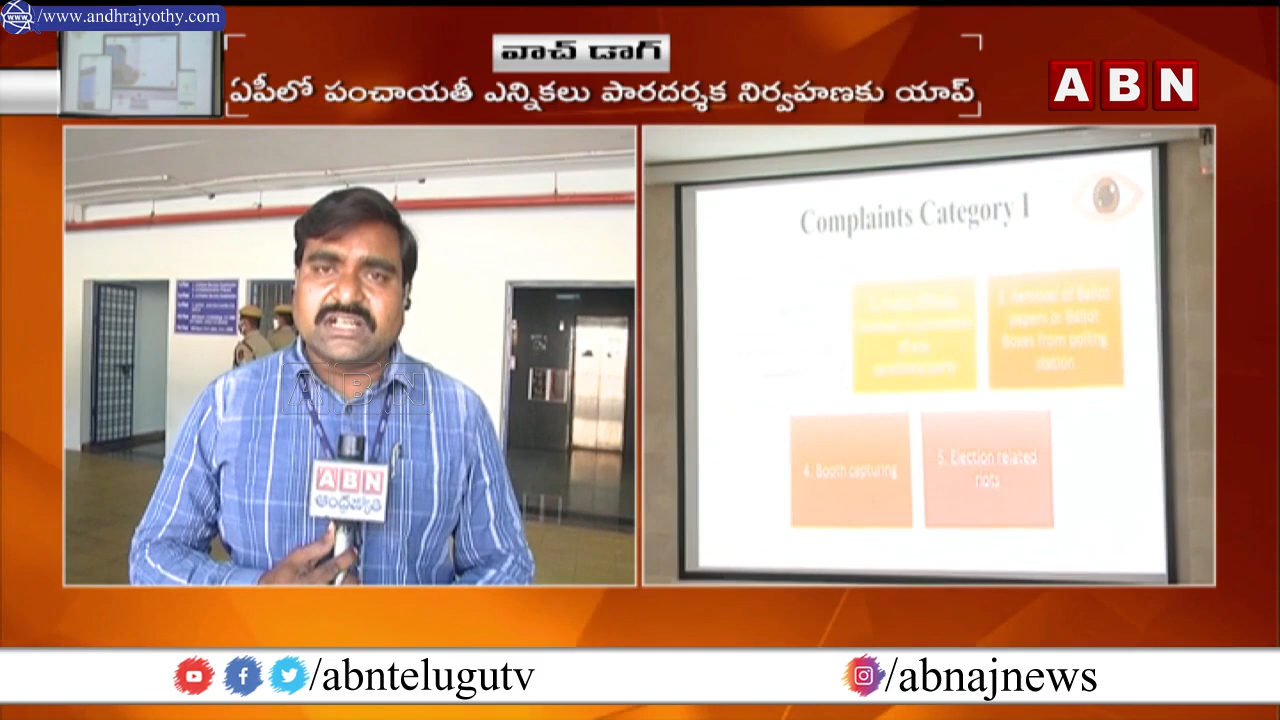 /www.andhrajyothy.com
వాచ్ డాగ్
ఏపీలో పంచాయతీ ఎన్నికలు పారదర్శక నిర్వహణకు యాప్
ABN
Complaints Category I
Removal of Ballot
papers or Ballot
Boxes from polling
station
4. Booth capturing
5. Election related
riots
ABN
ABN
ఆంధ్రజ్యోతి
/abntelugutv
/abnajnews